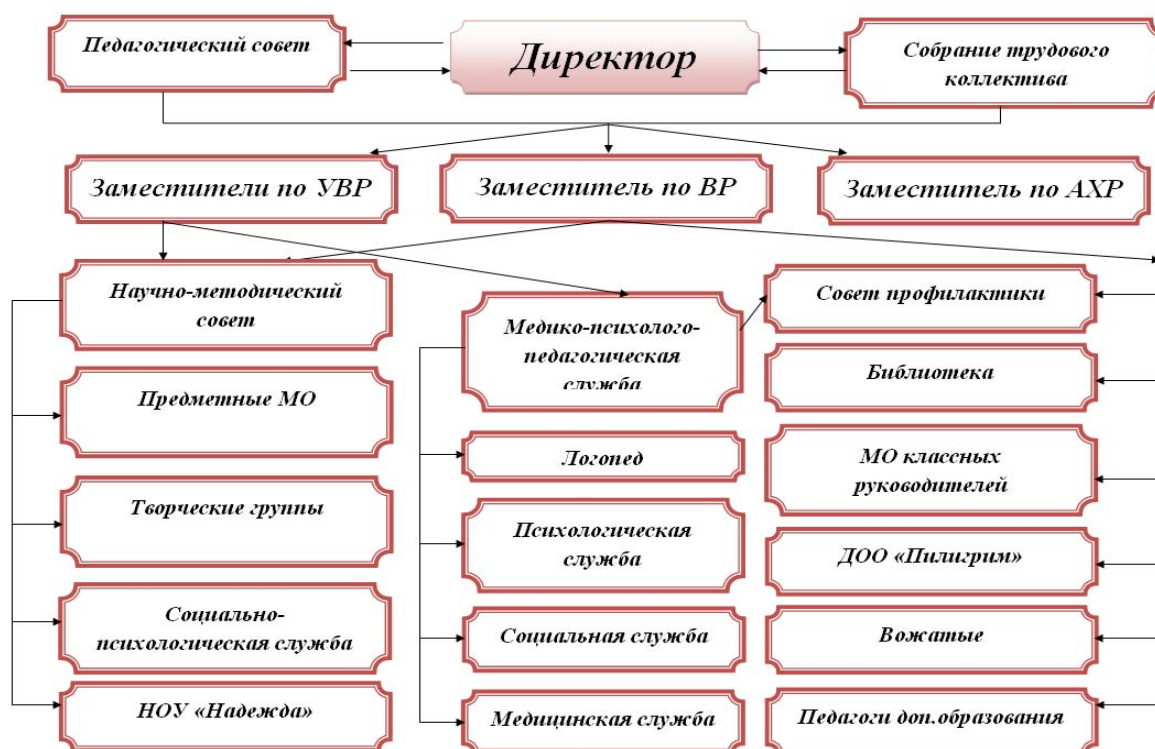 Педагогический совет
Директор
Собрание трудового
коллектива
Заместители по УВР
Заместитель по ВР
Заместитель по АХР
Научно-методический
совет
Предметные МО
Творческие группы
Социально-
психологическая служба
НОУ «Надежда»
Медико-психолого-
педагогическая
служба
Логопед
Психологическая
служба
Социальная служба
Медицинская служба
Совет профилактики
Библиотека
МО классных
руководителей
ДОО «Пилигрим»
Вожатые
Педагоги доп.образования